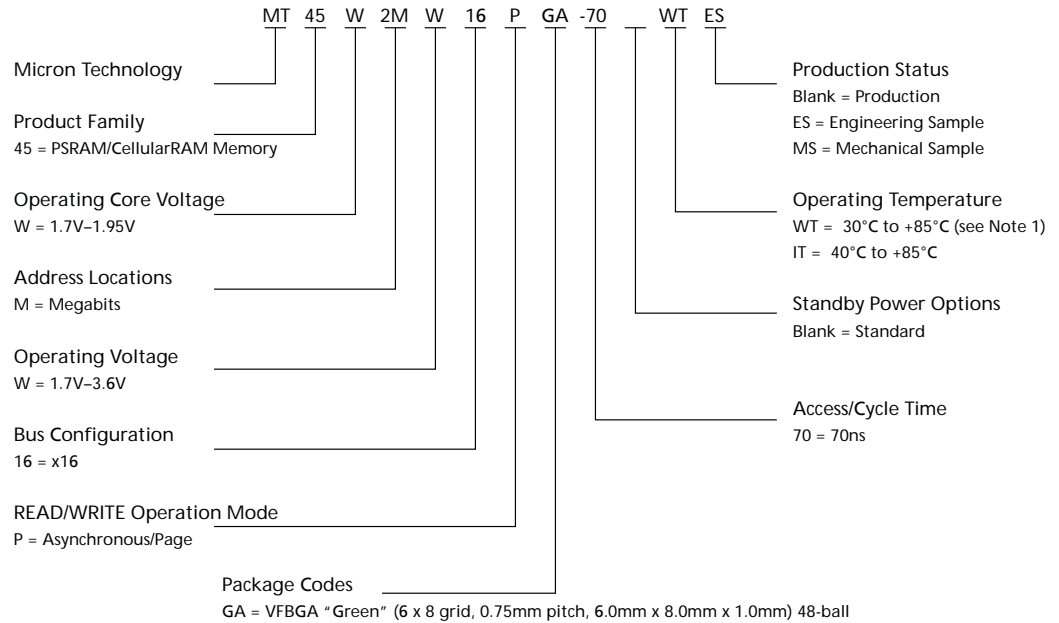 MT 45 W 2M W 16 P GA -70 WT ES
Micron Technology
Product Family
45 = PSRAM/CellularRAM Memory
Operating Core Voltage
W = 1.7V–1.95V
Address Locations
M = Megabits
Operating Voltage
W = 1.7V–3.6V
Bus Configuration
16 = x16
READ/WRITE Operation Mode
P = Asynchronous/Page
Package Codes
GA = VFBGA “Green” (6 x 8 grid, 0.75mm pitch, 6.0mm x 8.0mm x 1.0mm) 48-ball
Production Status
Blank = Production
ES = Engineering Sample
MS = Mechanical Sample
Operating Temperature
WT = 30°C to +85°C (see Note 1)
IT = 40°C to +85°C
Standby Power Options
Blank = Standard
Access/Cycle Time
70 = 70ns